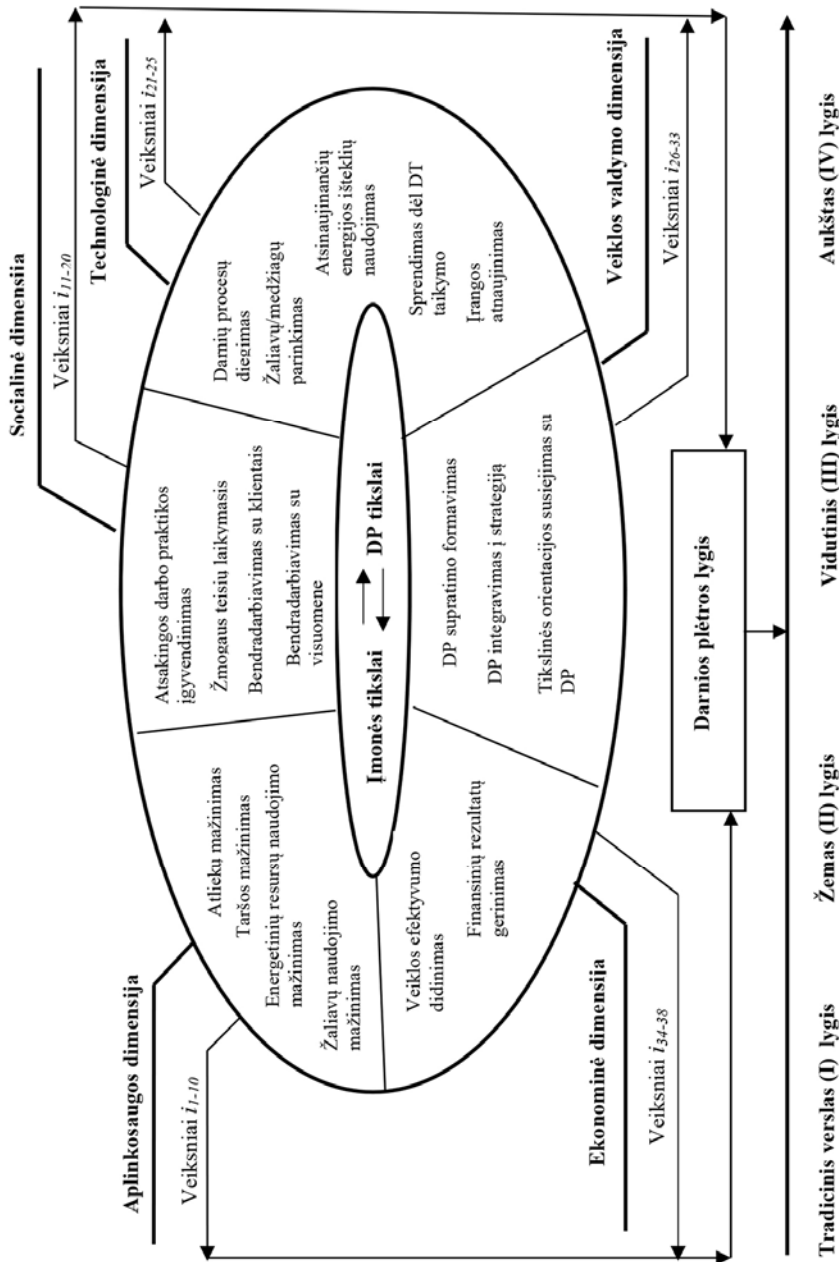 Socialinė dimensija
Aplinkosaugos dimensija
Technologinė dimensija
Veiksniai i1-10
Veiksniai i11-20
Veiksniai i21-25
Atliekų mažinimas
Taršos mažinimas
Energetinių resursų naudojimo
mažinimas
Žaliavų naudojimo
mažinimas
Atsakingos darbo praktikos
įgyvendinimas
Žmogaus teisių laikymasis
Bendradarbiavimas su klientais
Bendradarbiavimas su
visuomene
Darnių procesų
diegimas
Žaliavų/medžiagų
parinkimas
Atsinaujinančių
energijos išteklių
naudojimas
Sprendimas dėl DT
taikymo
Įrangos
atnaujinimas
Įmonės tikslai
DP tikslai
Veiklos efektyvumo
didinimas
Finansinių rezultatų
gerinimas
DP supratimo formavimas
DP integravimas į strategiją
Tikslinės orientacijos susiejimas su
DP
Ekonominė dimensija
Veiklos valdymo dimensija
Veiksniai i34-38
Veiksniai i26-33
Darnios plėtros lygis
Tradicinis verslas (I) lygis
Žemas (II) lygis
Vidutinis (III) lygis
Aukštas (IV) lygis